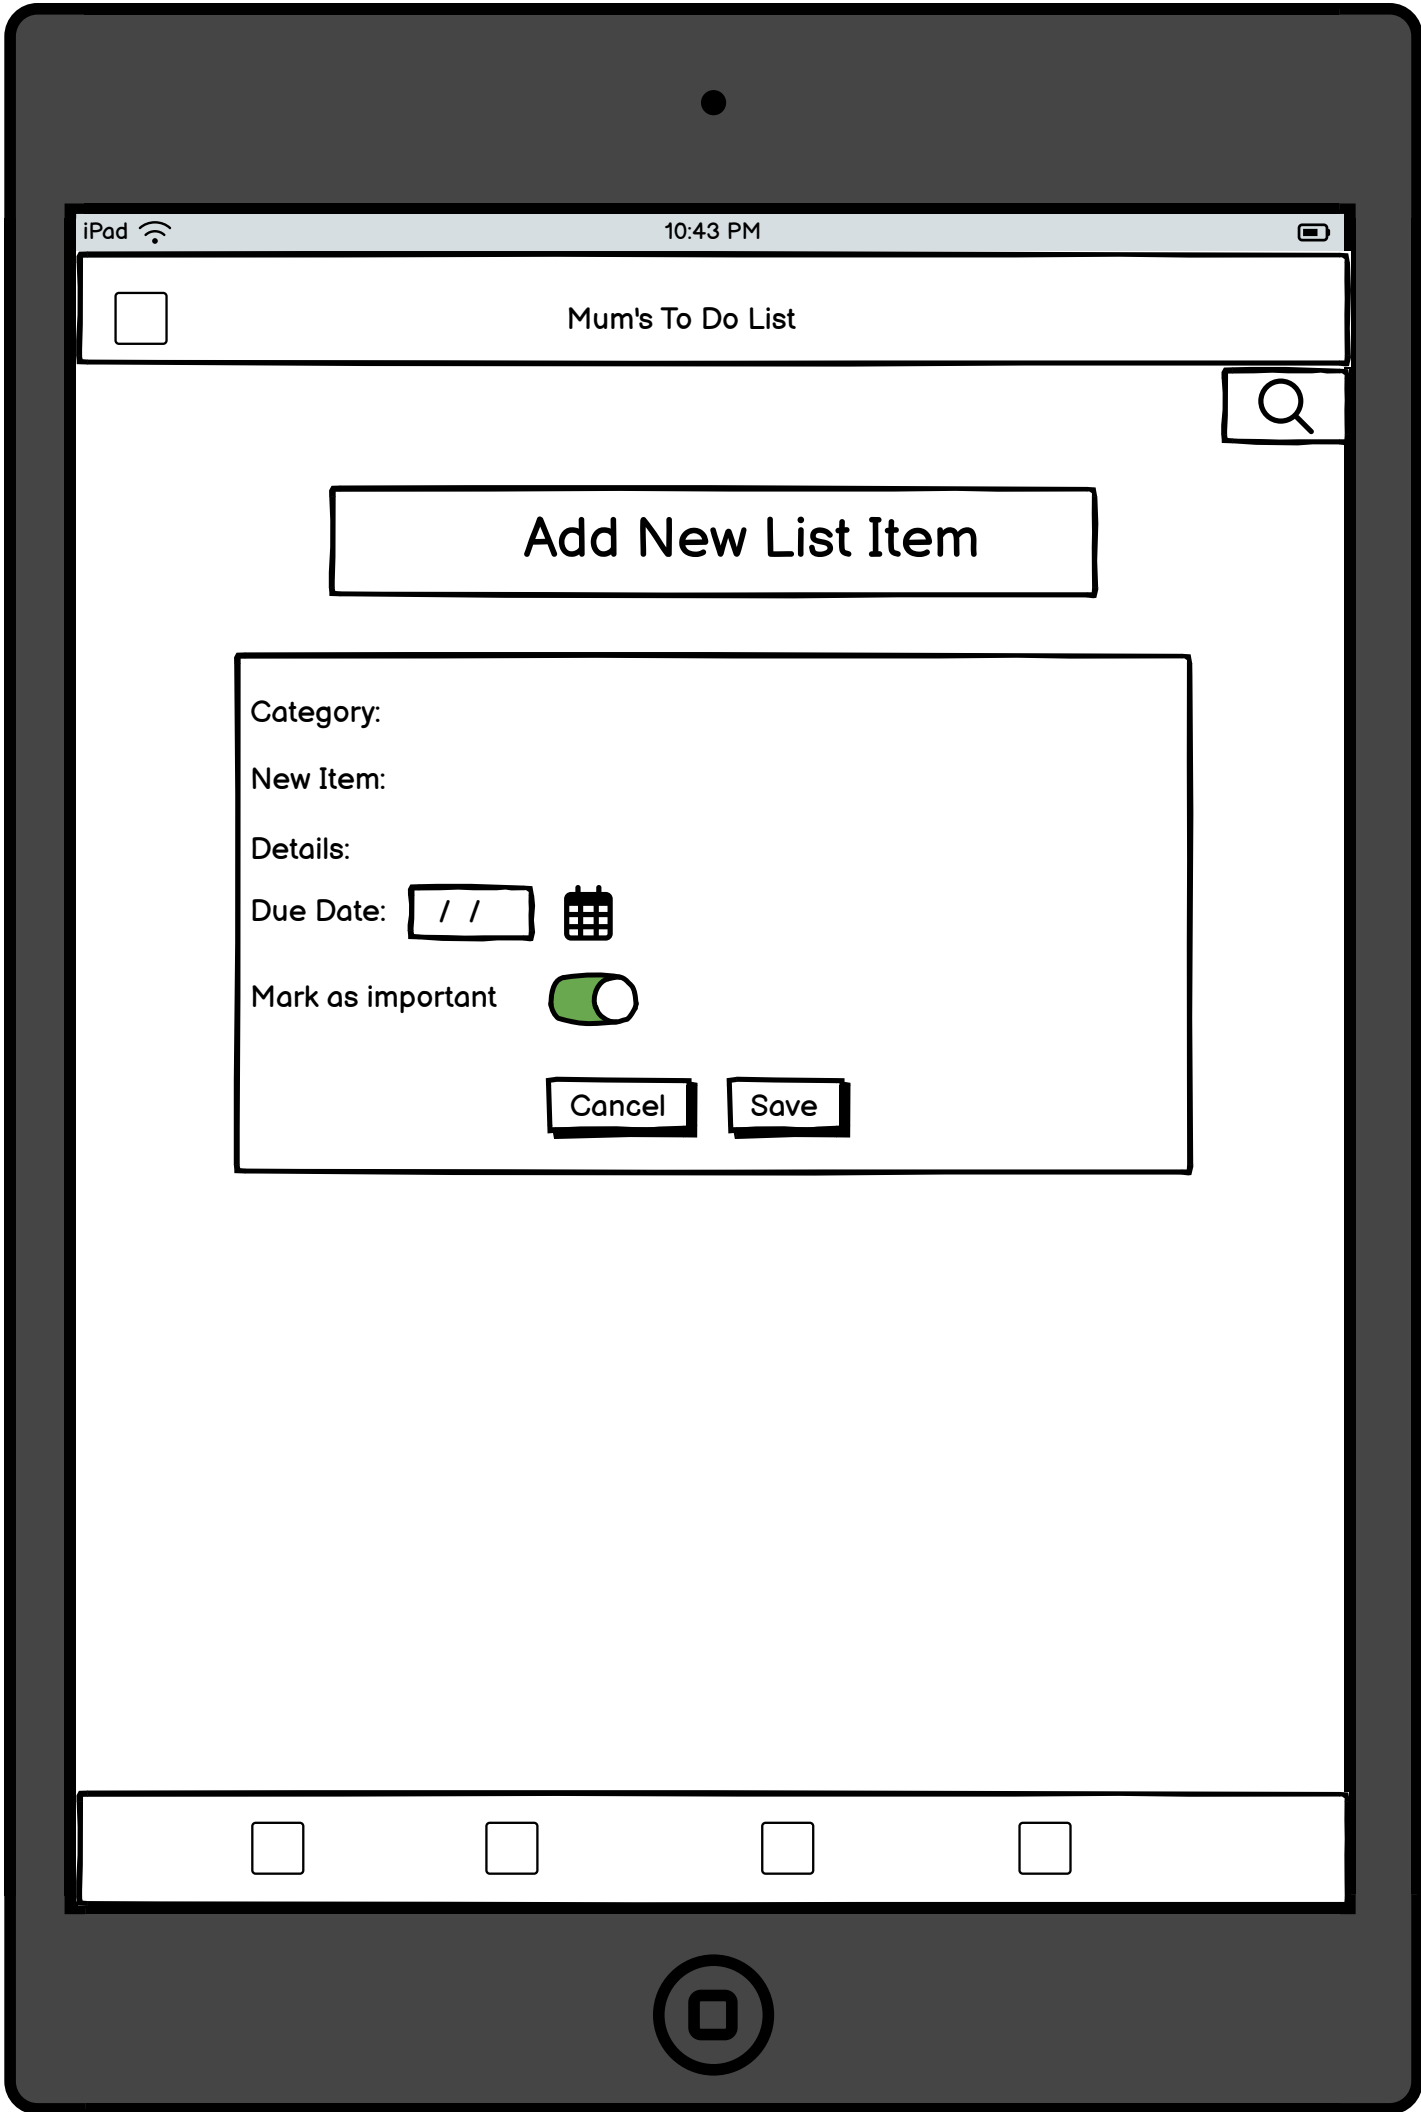 iPad 10:43 PM
Mum's To Do List
Add New List Item
Category:
New Item:
Details:
Due Date: / /
Mark as important
Cancel Save